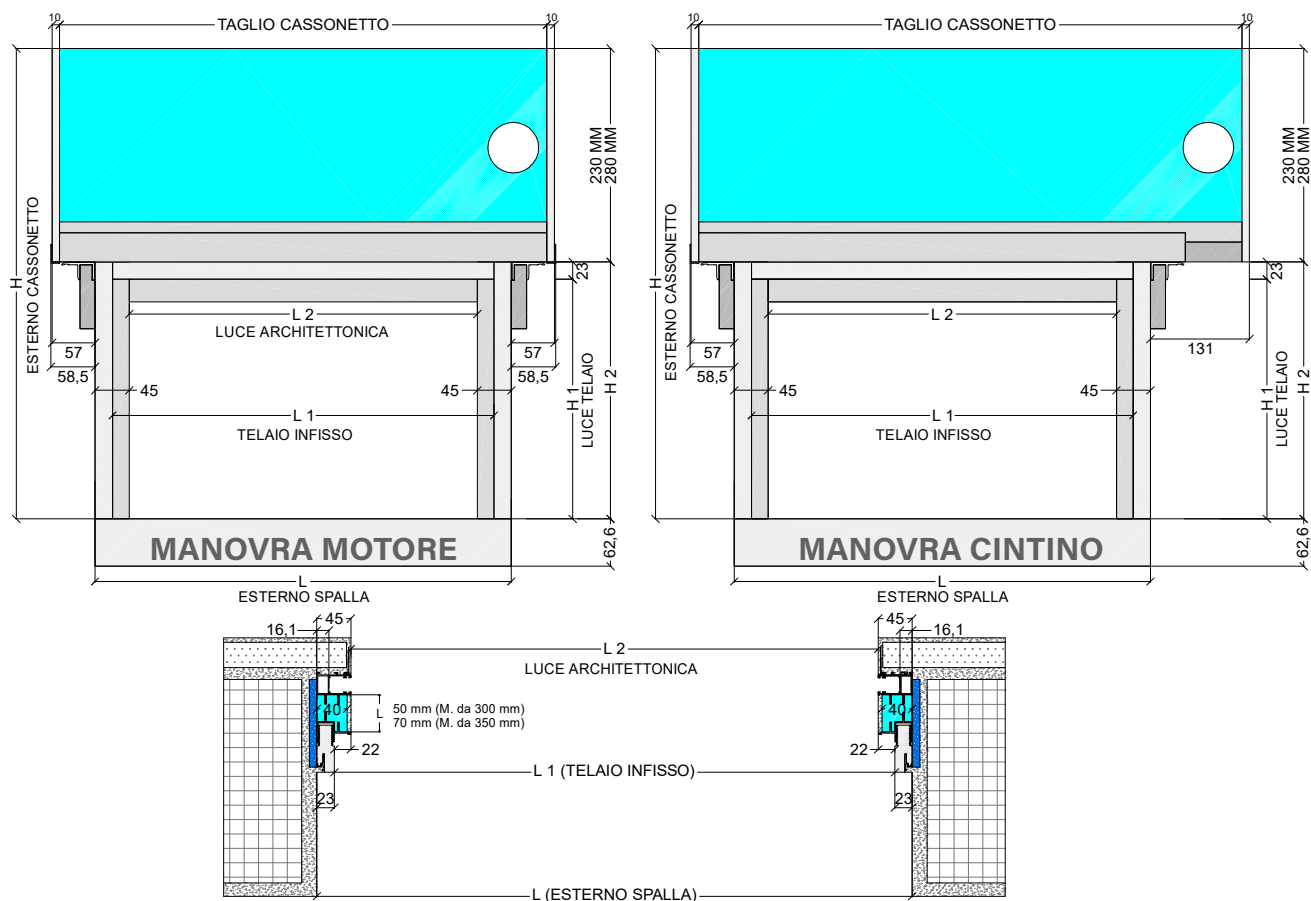 10
TAGLIO CASSONETTO
10
H
ESTERNO CASSONETTO
230 MM
280 MM
23
L 2
LUCE ARCHITETTONICA
57
58,5
57
58,5
45
45
L 1
TELAIO INFISSO
H 1
LUCE TELAIO
H 2
MANOVRA MOTORE
62,6
L
ESTERNO SPALLA
10
TAGLIO CASSONETTO
10
H
ESTERNO CASSONETTO
230 MM
280 MM
23
L 2
57
58,5
131
45
45
L 1
TELAIO INFISSO
H 1
LUCE TELAIO
H 2
MANOVRA CINTINO
62,6
L
ESTERNO SPALLA
45
16,1
45
16,1
L 2
LUCE ARCHITETTONICA
40
L
50 mm (M. da 300 mm)
70 mm (M. da 350 mm)
40
22
22
L 1 (TELAIO INFISSO)
23
23
L (ESTERNO SPALLA)